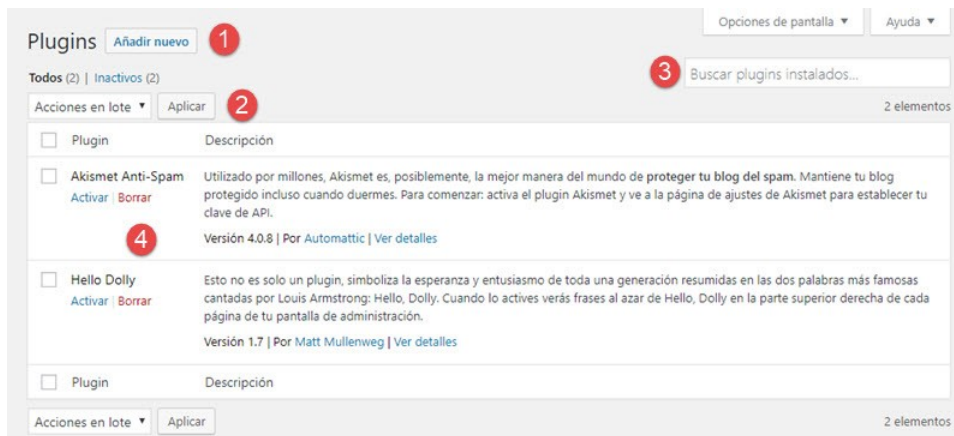 Opciones de pantalla ▼ Ayuda ▼
Plugins Añadir nuevo 1
Todos (2) | Inactivos (2)
3 Buscar plugins instalados...
Acciones en lote ▼ Aplicar 2 2 elementos
Plugin Descripción
Akismet Anti-Spam Utilizado por millones, Akismet es, posiblemente, la mejor manera del mundo de proteger tu blog del spam. Mantiene tu blog
Activar | Borrar protegido incluso cuando duermes. Para comenzar: activa el plugin Akismet y ve a la página de ajustes de Akismet para establecer tu
clave de API.
4 Versión 4.0.8 | Por Automattic | Ver detalles
Hello Dolly Esto no es solo un plugin, simboliza la esperanza y entusiasmo de toda una generación resumidas en las dos palabras más famosas
Activar | Borrar cantadas por Louis Armstrong: Hello, Dolly. Cuando lo actives verás frases al azar de Hello, Dolly en la parte superior derecha de cada
página de tu pantalla de administración.
Versión 1.7 | Por Matt Mullenweg | Ver detalles
Plugin Descripción
Acciones en lote ▼ Aplicar 2 elementos